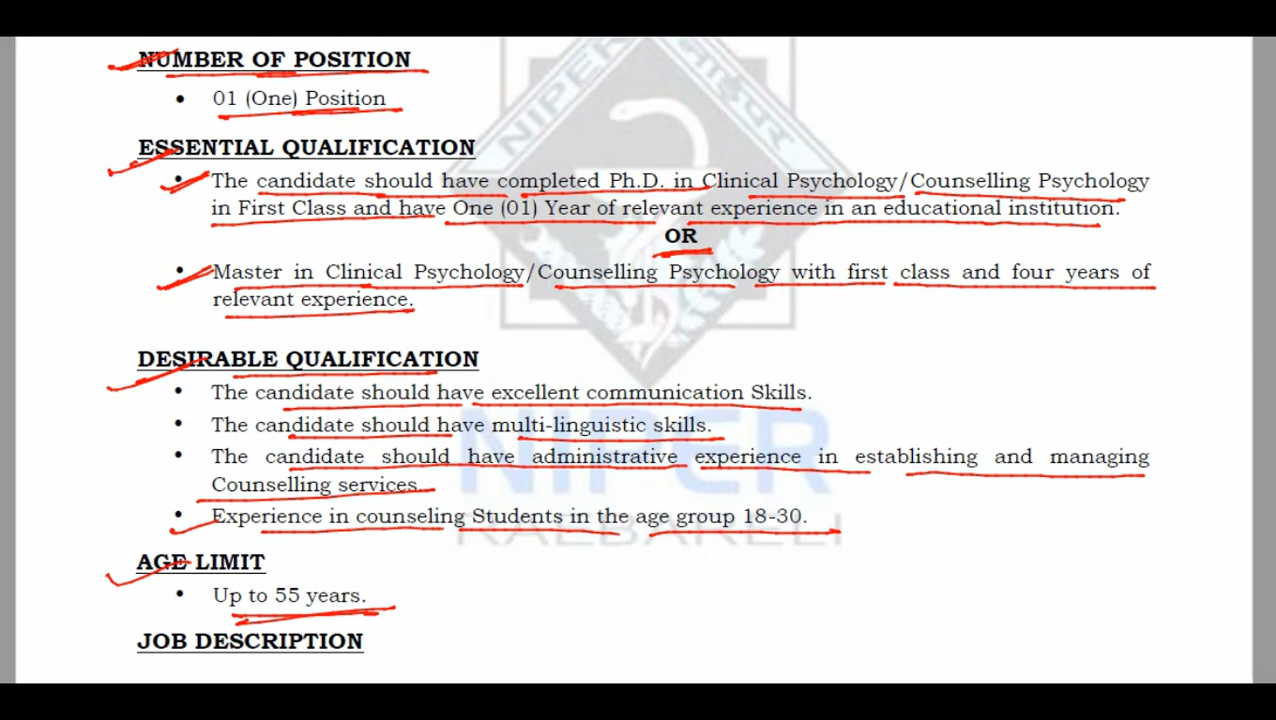 NUMBER OF POSITION
• 01 (One) Position
ESSENTIAL QUALIFICATION
• The candidate should have completed Ph.D. in Clinical Psychology/Counselling Psychology
in First Class and have One (01) Year of relevant experience in an educational institution.
OR
• Master in Clinical Psychology/Counselling Psychology with first class and four years of
relevant experience.
DESIRABLE QUALIFICATION
• The candidate should have excellent communication Skills.
• The candidate should have multi-linguistic skills.
• The candidate should have administrative experience in establishing and managing
Counselling services.
• Experience in counseling Students in the age group 18-30.
AGE LIMIT
• Up to 55 years.
JOB DESCRIPTION
NIPER
NIPER
RAEBARELI